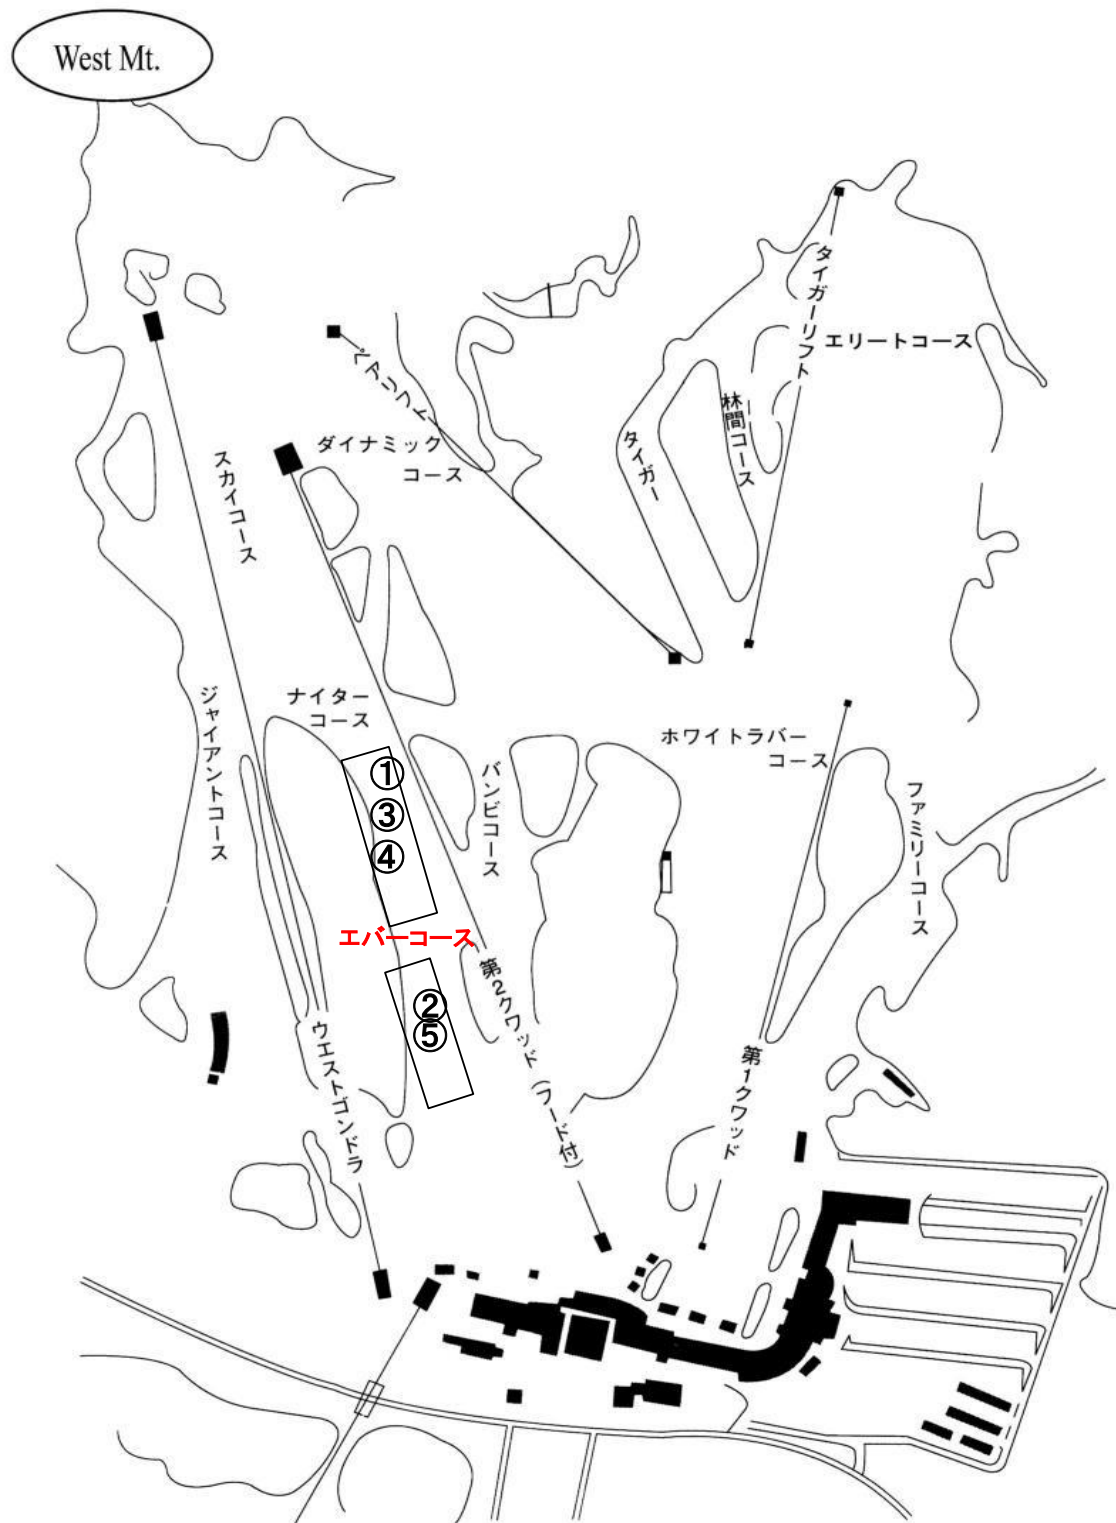 West Mt.
タイガーリフト
エリートコース
ペアリフト
林間コース
ダイナミック
コース
タイガー
スカイコース
ジャイアントコース
ナイター
コース
ホワイトラバー
コース
バンビコース
ファミリーコース
①
③
④
エバーコース
第2クワッド(フード付)
②
⑤
ウエストゴンドラ
第1クワッド